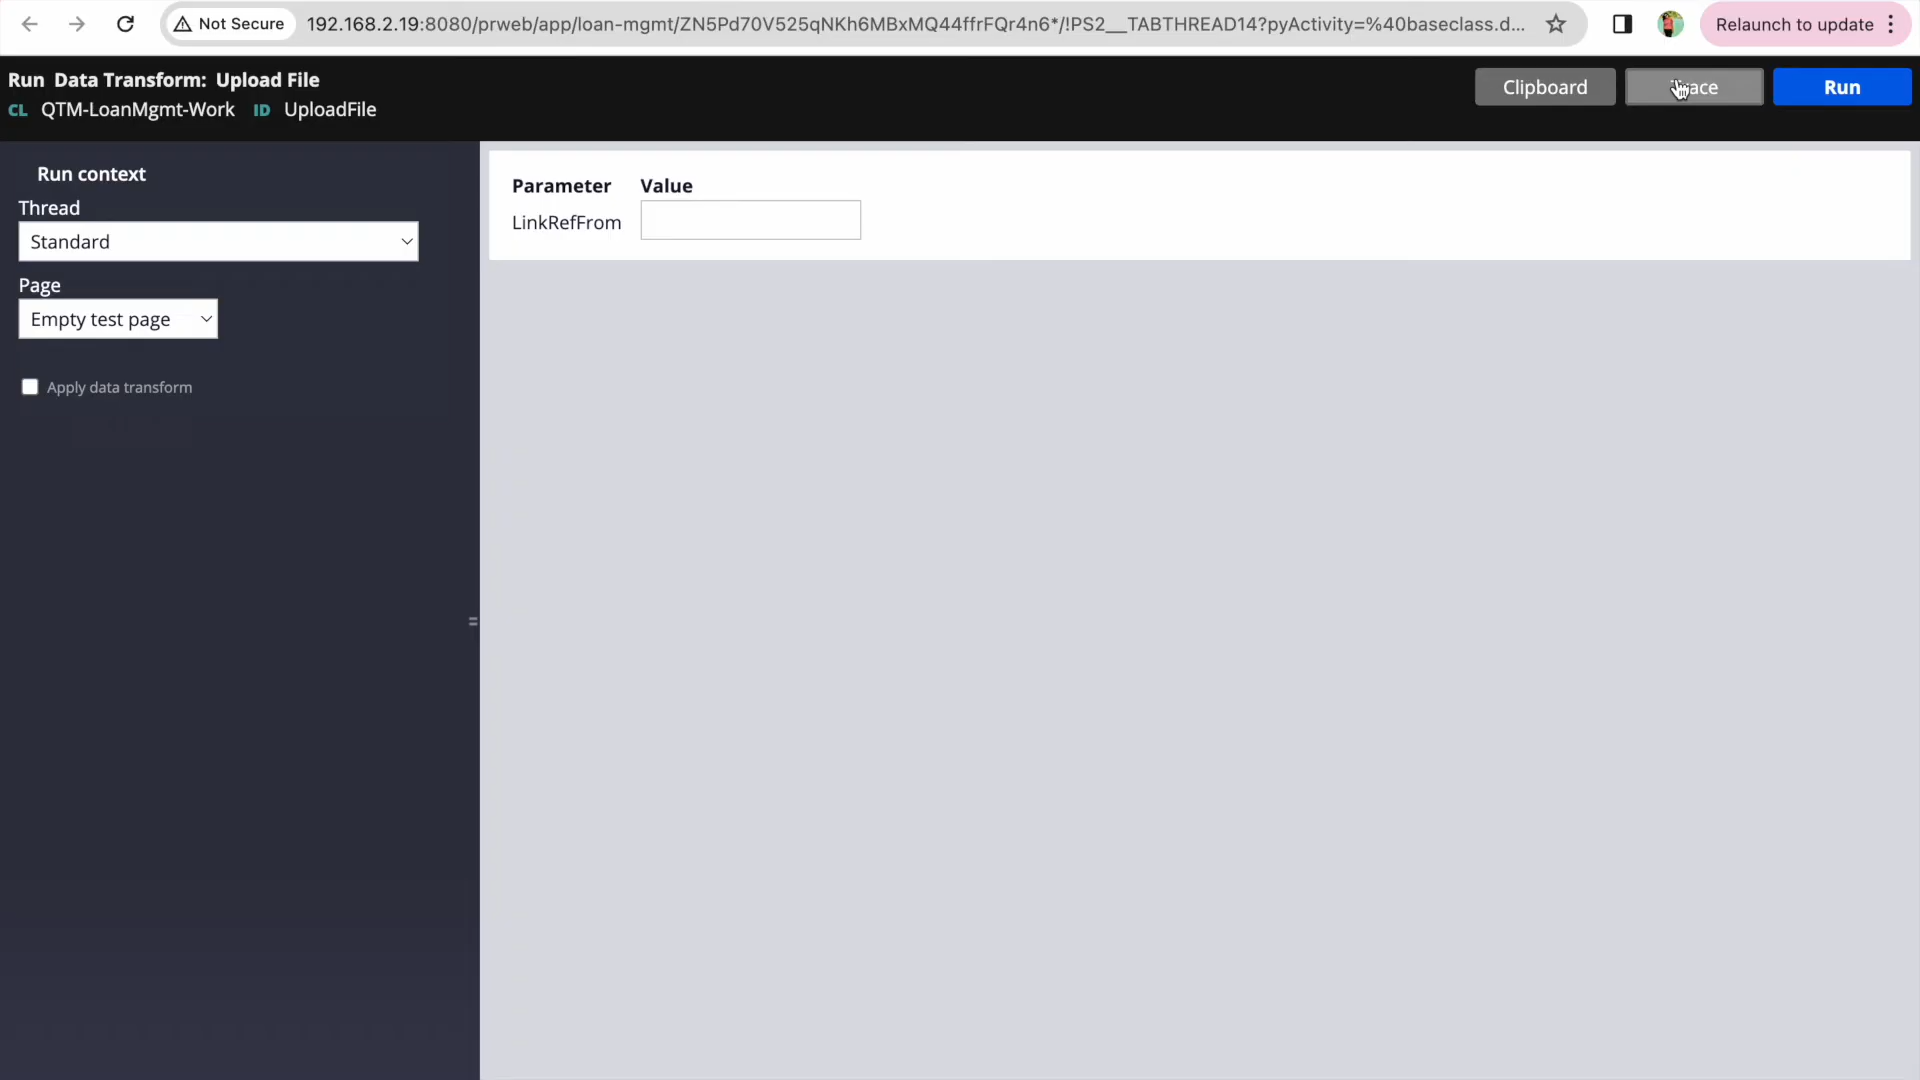 Not Secure 192.168.2.19:8080/prweb/app/loan-mgmt/ZN5Pd70V525qNKh6MBxMQ44ffrFQr4n6*/!PS2__TABTHREAD14?pyActivity=%40baseclass.d... Relaunch to update
Run Data Transform: Upload File
CL QTM-LoanMgmt-Work ID UploadFile
Clipboard
Run
Run context
Thread
Standard
Page
Empty test page
Apply data transform
Parameter Value
LinkRefFrom